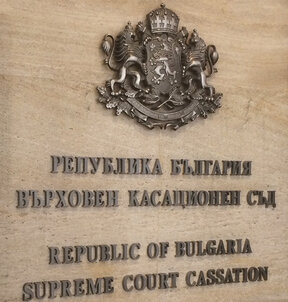 РЕПУБЛИКА БЪЛГАРИЯ
ВЪРХОВЕН КАСАЦИОНЕН СЪД
REPUBLIC OF BULGARIA
SUPREME COURT CASSATION